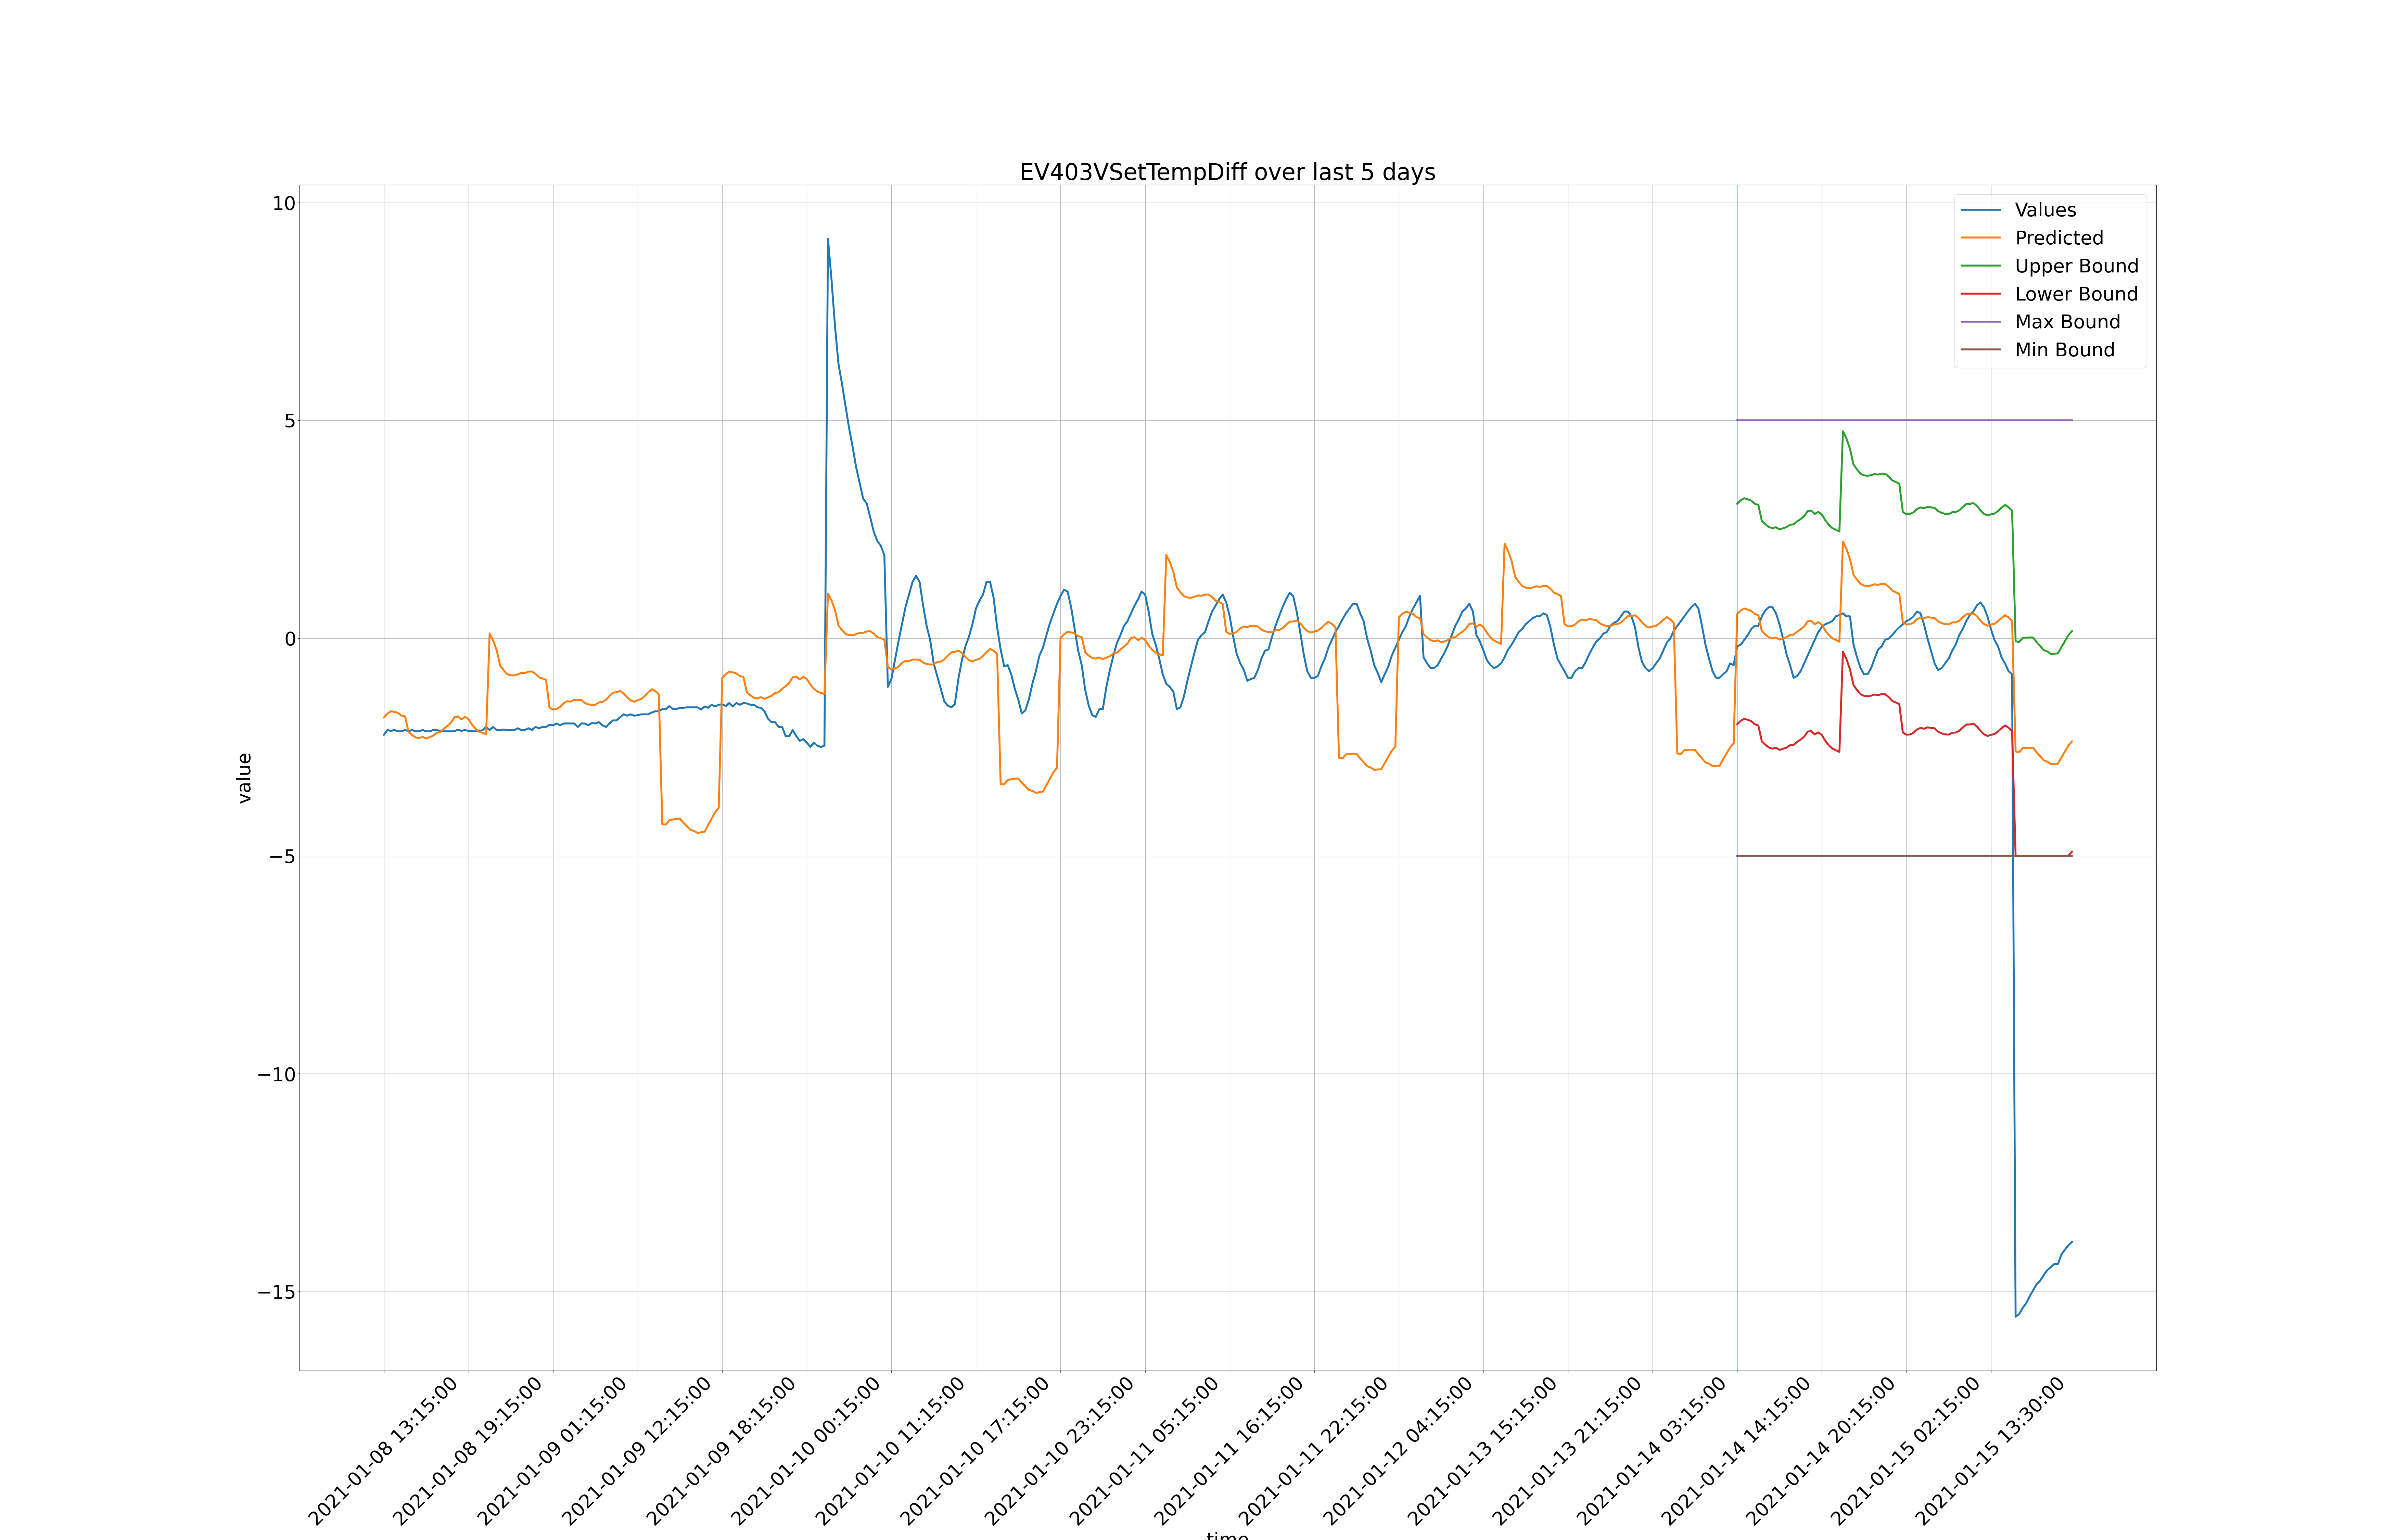 EV403VSetTempDiff over last 5 days
10
5
0
−5
−10
−15
value
Values
Predicted
Upper Bound
Lower Bound
Max Bound
Min Bound
2021-01-08 13:15:00
2021-01-08 19:15:00
2021-01-09 01:15:00
2021-01-09 12:15:00
2021-01-09 18:15:00
2021-01-10 00:15:00
2021-01-10 11:15:00
2021-01-10 17:15:00
2021-01-10 23:15:00
2021-01-11 05:15:00
2021-01-11 16:15:00
2021-01-11 22:15:00
2021-01-12 04:15:00
2021-01-13 15:15:00
2021-01-13 21:15:00
2021-01-14 03:15:00
2021-01-14 14:15:00
2021-01-14 20:15:00
2021-01-15 02:15:00
2021-01-15 13:30:00
time